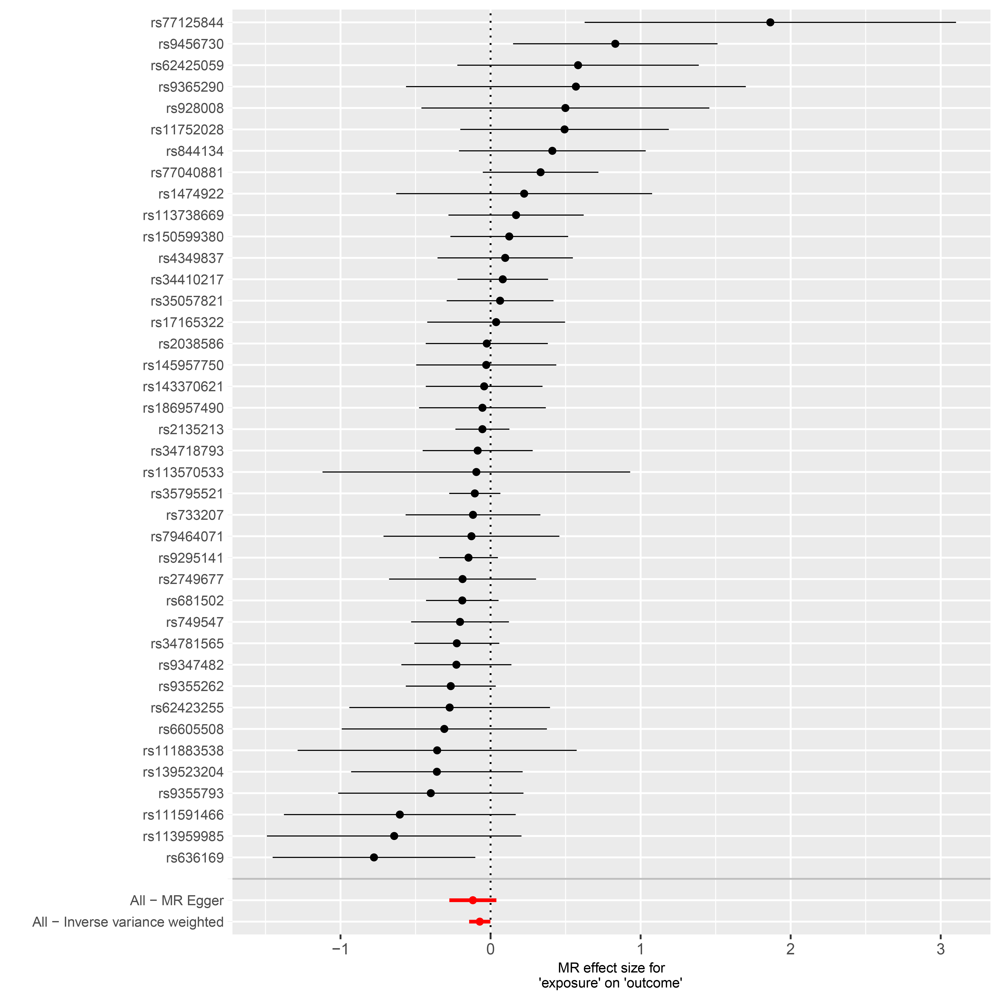 rs77125844
rs9456730
rs62425059
rs9365290
rs928008
rs11752028
rs844134
rs77040881
rs1474922
rs113738669
rs150599380
rs4349837
rs34410217
rs35057821
rs17165322
rs2038586
rs145957750
rs143370621
rs186957490
rs2135213
rs34718793
rs113570533
rs35795521
rs733207
rs79464071
rs9295141
rs2749677
rs681502
rs749547
rs34781565
rs9347482
rs9355262
rs62423255
rs6605508
rs111883538
rs139523204
rs9355793
rs111591466
rs113959985
rs636169
All − MR Egger
All − Inverse variance weighted
−1 0 1 2 3
MR effect size for
'exposure' on 'outcome'